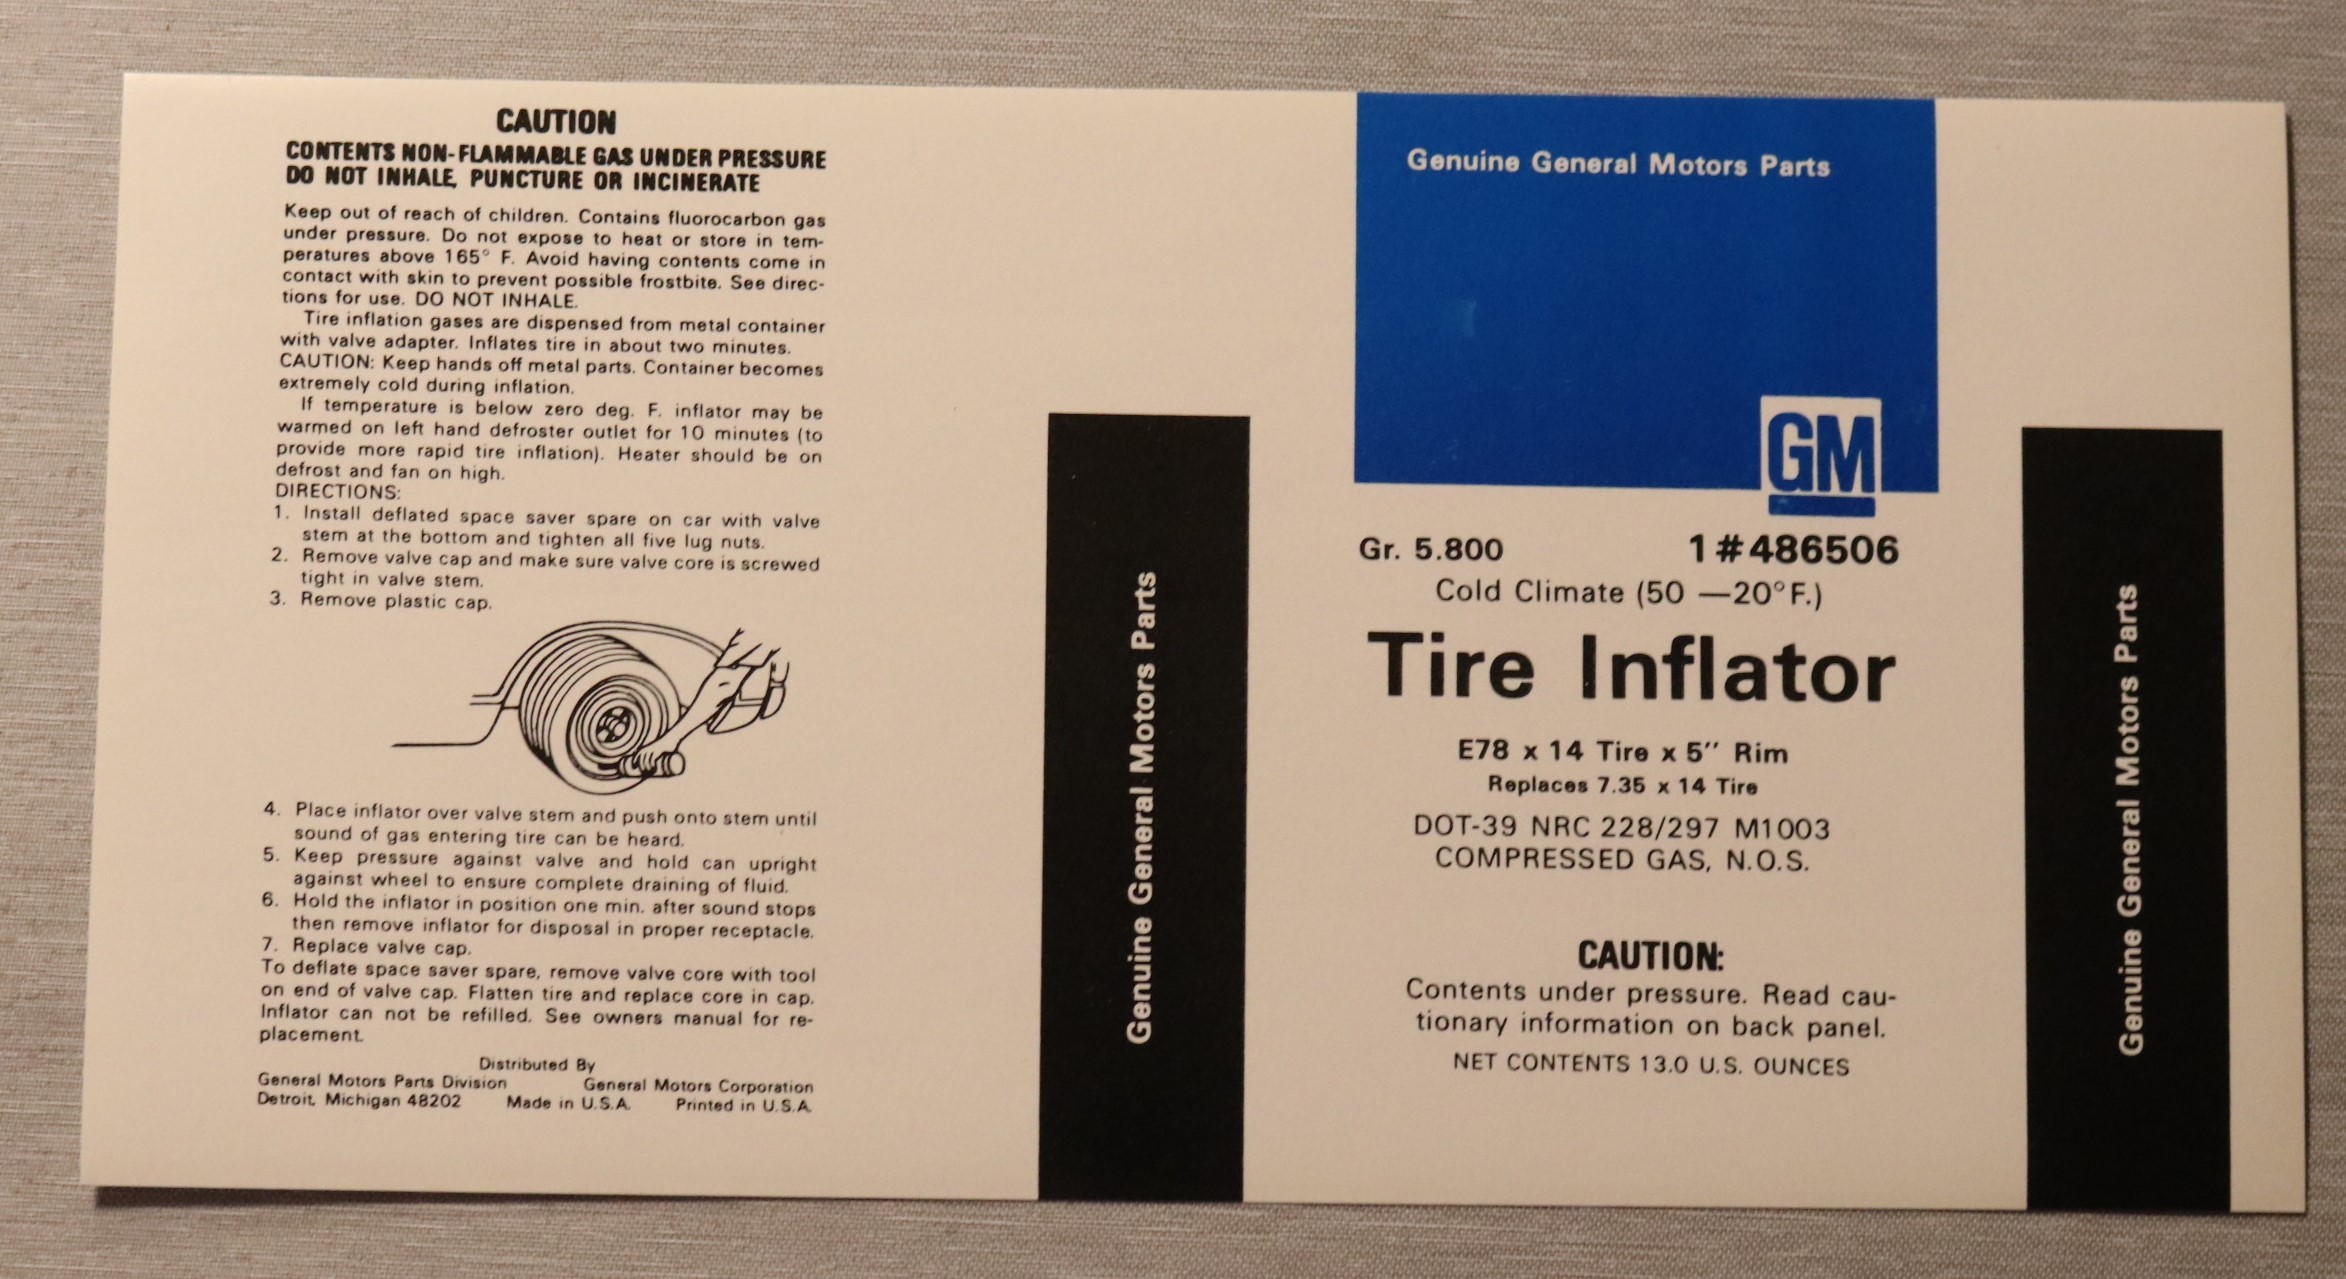 CAUTION
CONTENTS NON-FLAMMABLE GAS UNDER PRESSURE
DO NOT INHALE, PUNCTURE OR INCINERATE
Keep out of reach of children. Contains fluorocarbon gas
under pressure. Do not expose to heat or store in tem-
peratures above 165° F. Avoid having contents come in
contact with skin to prevent possible frostbite. See direc-
tions for use. DO NOT INHALE.
Tire inflation gases are dispensed from metal container
with valve adapter. Inflates tire in about two minutes.
CAUTION: Keep hands off metal parts. Container becomes
extremely cold during inflation.
If temperature is below zero deg. F. inflator may be
warmed on left hand defroster outlet for 10 minutes (to
provide more rapid tire inflation). Heater should be on
defrost and fan on high.
DIRECTIONS:
1. Install deflated space saver spare on car with valve
stem at the bottom and tighten all five lug nuts.
2. Remove valve cap and make sure valve core is screwed
tight in valve stem.
3. Remove plastic cap.
4. Place inflator over valve stem and push onto stem until
sound of gas entering tire can be heard.
5. Keep pressure against valve and hold can upright
against wheel to ensure complete draining of fluid.
6. Hold the inflator in position one min. after sound stops
then remove inflator for disposal in proper receptacle.
7. Replace valve cap.
To deflate space saver spare, remove valve core with tool
on end of valve cap. Flatten tire and replace core in cap.
Inflator can not be refilled. See owners manual for re-
placement.
Distributed By
General Motors Parts Division General Motors Corporation
Detroit, Michigan 48202 Made in U.S.A. Printed in U.S.A.
Genuine General Motors Parts
Genuine General Motors Parts
GM
Gr. 5.800 1#486506
Cold Climate (50 —20°F.)
Tire Inflator
E78 x 14 Tire x 5" Rim
Replaces 7.35 x 14 Tire
DOT-39 NRC 228/297 M1003
COMPRESSED GAS, N.O.S.
CAUTION:
Contents under pressure. Read cau-
tionary information on back panel.
NET CONTENTS 13.0 U.S. OUNCES
Genuine General Motors Parts